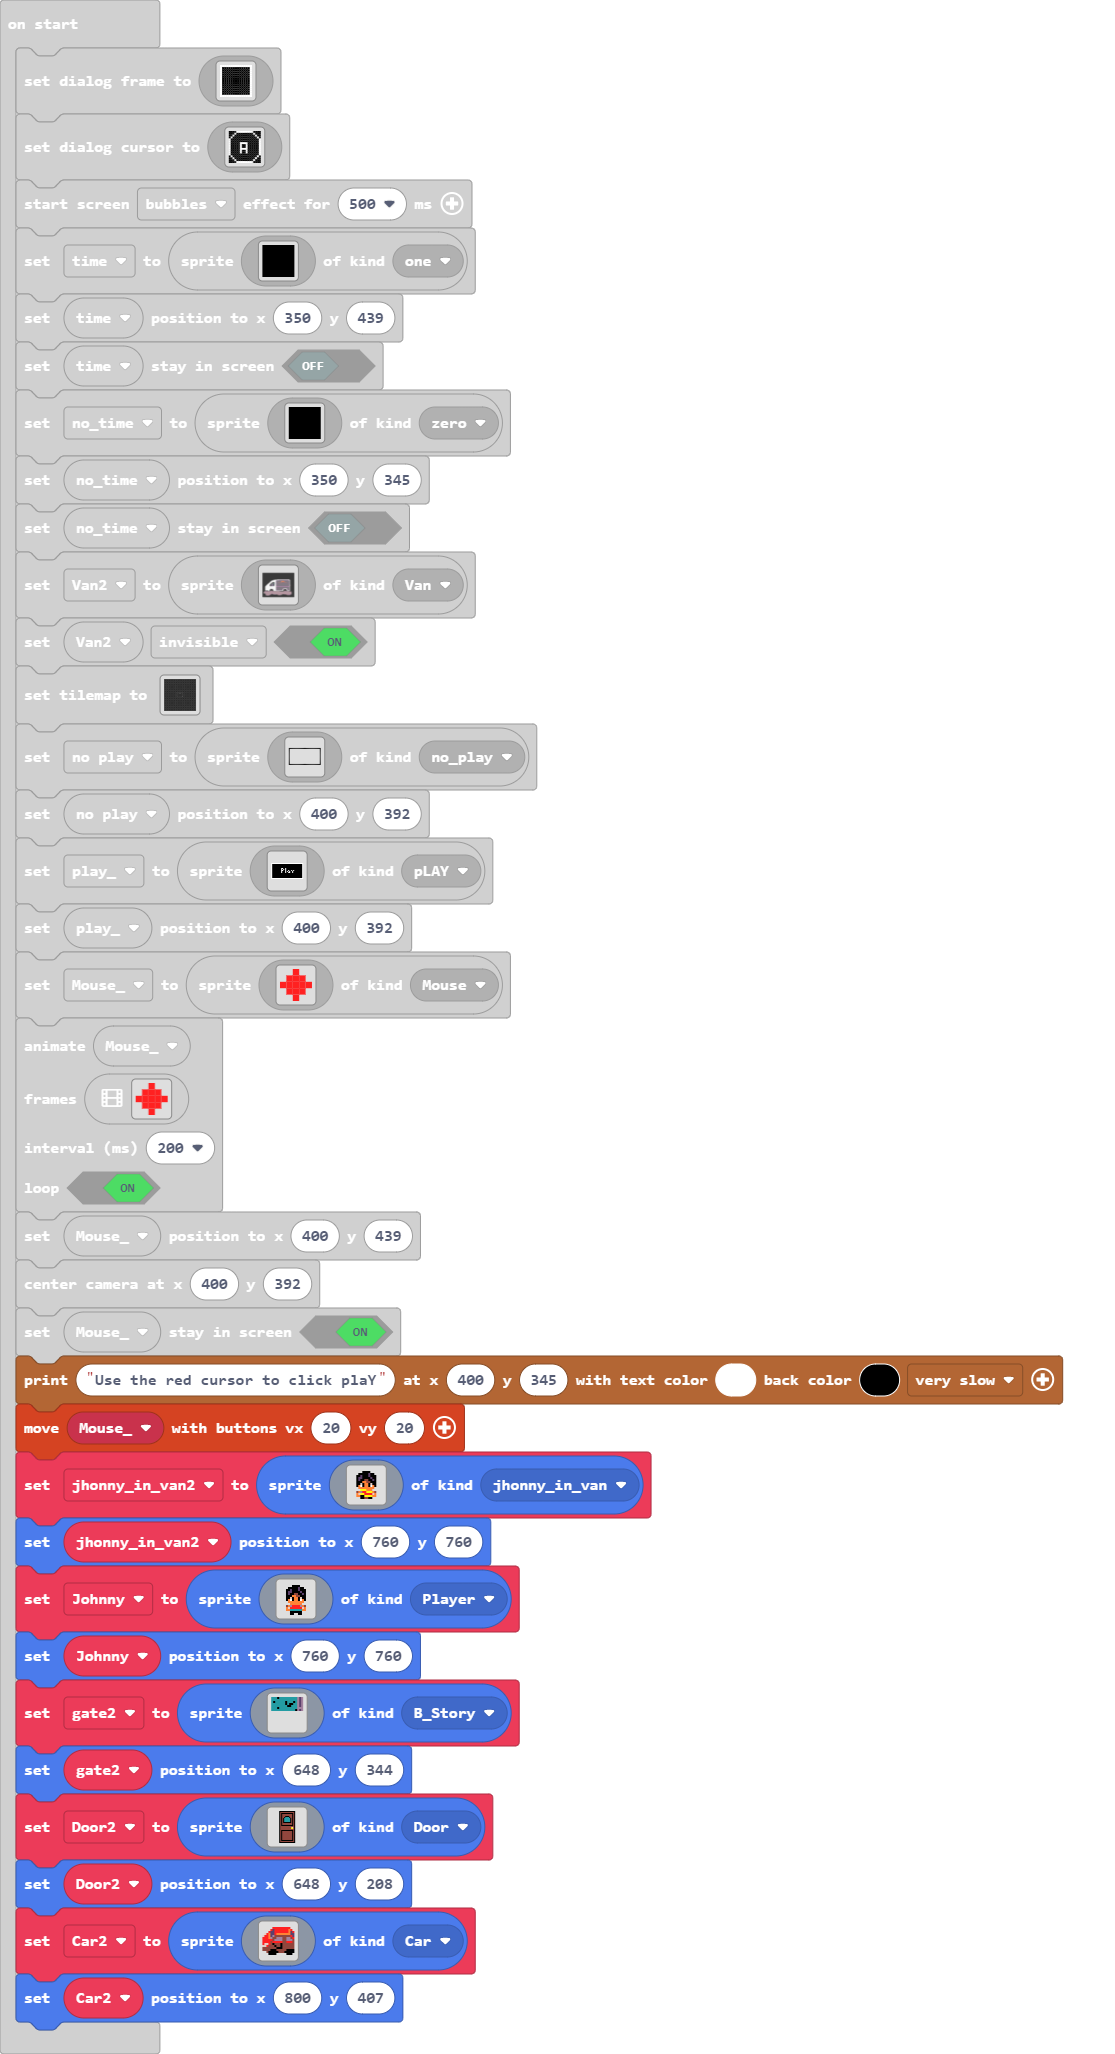 on start
set dialog frame to
set dialog cursor to A
start screen bubbles effect for 500 ms
set time to sprite of kind one
set time position to x 350 y 439
set time stay in screen OFF
set no_time to sprite of kind zero
set no_time position to x 350 y 345
set no_time stay in screen OFF
set Van2 to sprite of kind Van
set Van2 invisible ON
set tilemap to
set no play to sprite of kind no_play
set no play position to x 400 y 392
set play_ to sprite Play of kind pLAY
set play_ position to x 400 y 392
set Mouse_ to sprite of kind Mouse
animate Mouse_
frames
interval (ms) 200
loop ON
set Mouse_ position to x 400 y 439
center camera at x 400 y 392
set Mouse_ stay in screen ON
print "Use the red cursor to click plaY" at x 400 y 345 with text color back color very slow
move Mouse_ with buttons vx 20 vy 20
set jhonny_in_van2 to sprite of kind jhonny_in_van
set jhonny_in_van2 position to x 760 y 760
set Johnny to sprite of kind Player
set Johnny position to x 760 y 760
set gate2 to sprite of kind B_Story
set gate2 position to x 648 y 344
set Door2 to sprite of kind Door
set Door2 position to x 648 y 208
set Car2 to sprite of kind Car
set Car2 position to x 800 y 407